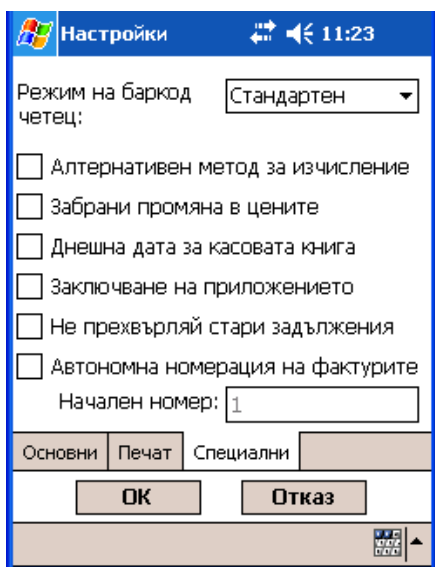 Настройки 11:23
Режим на баркод четец: Стандартен
Алтернативен метод за изчисление
Забрани промяна в цените
Днешна дата за касовата книга
Заключване на приложението
Не прехвърляй стари задължения
Автономна номерация на фактурите
Начален номер: 1
Основни Печат Специални
OK Отказ